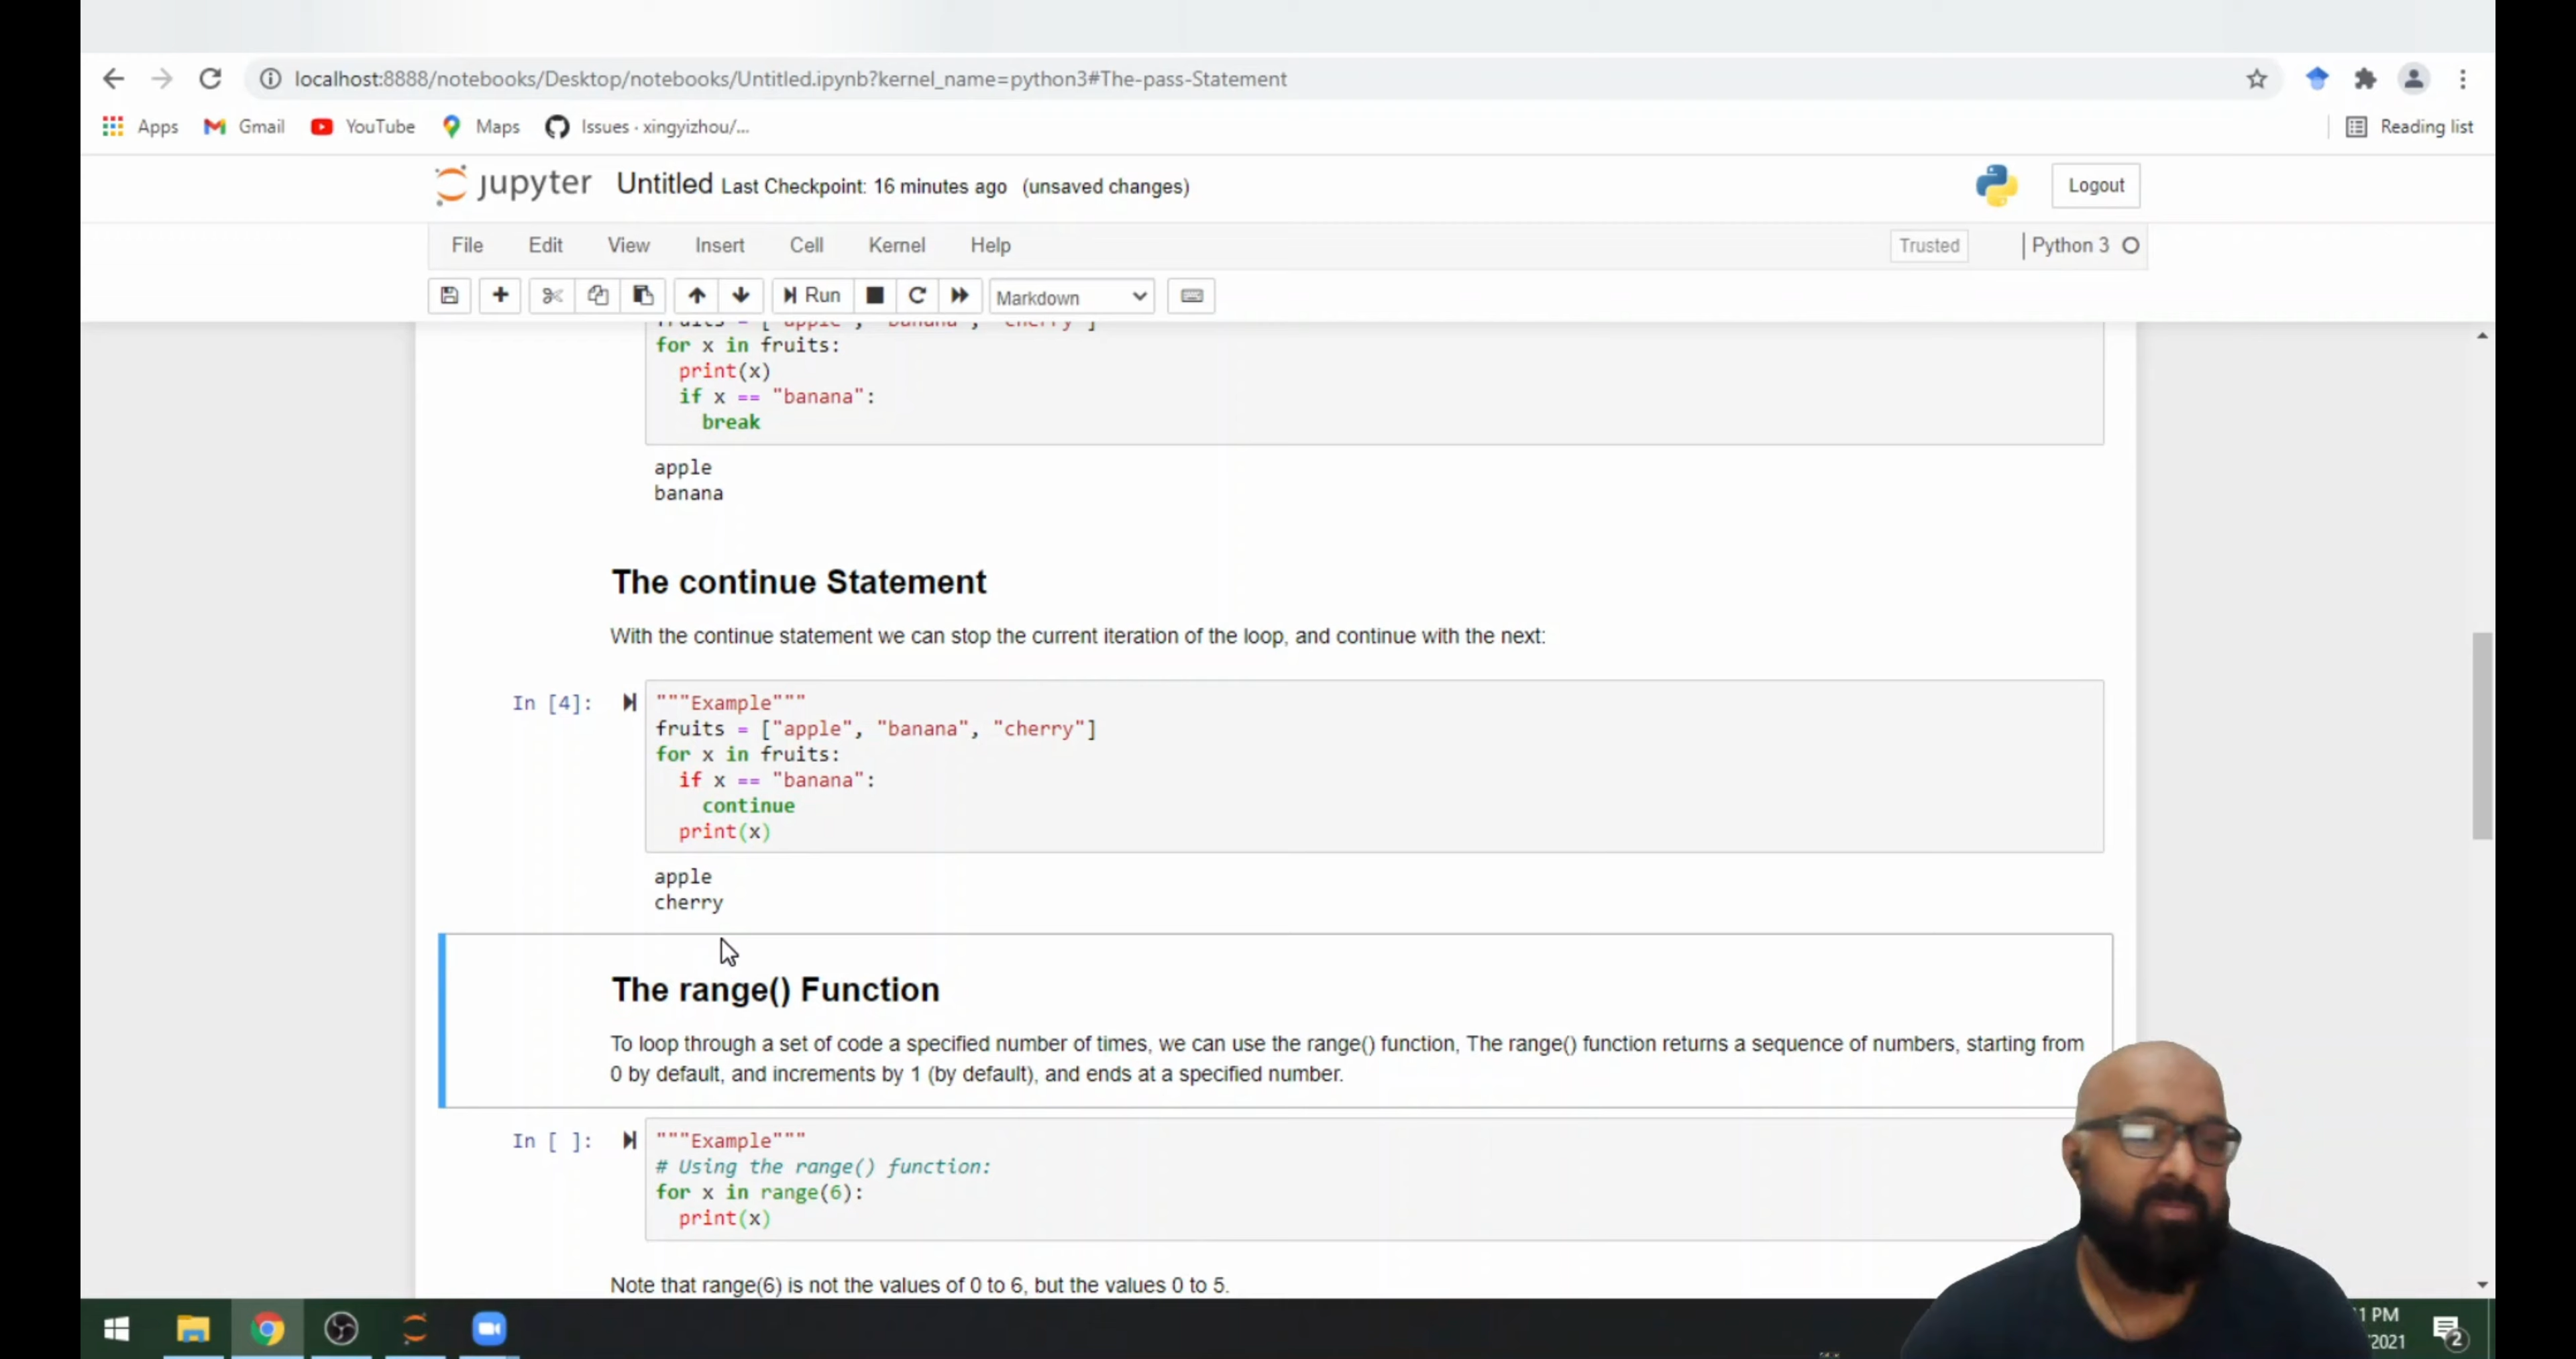 localhost:8888/notebooks/Desktop/notebooks/Untitled.ipynb?kernel_name=python3#The-pass-Statement
Apps Gmail YouTube Maps Issues · xingyizhou/... Reading list
jupyter Untitled Last Checkpoint: 16 minutes ago (unsaved changes) Logout
File Edit View Insert Cell Kernel Help Trusted Python 3
Run Markdown
fruits = ["apple", "banana", "cherry"]
for x in fruits:
print(x)
if x == "banana":
break
apple
banana
The continue Statement
With the continue statement we can stop the current iteration of the loop, and continue with the next:
In [4]: """Example"""
fruits = ["apple", "banana", "cherry"]
for x in fruits:
if x == "banana":
continue
print(x)
apple
cherry
The range() Function
To loop through a set of code a specified number of times, we can use the range() function, The range() function returns a sequence of numbers, starting from
0 by default, and increments by 1 (by default), and ends at a specified number.
In [ ]: """Example"""
# Using the range() function:
for x in range(6):
print(x)
Note that range(6) is not the values of 0 to 6, but the values 0 to 5.
1 PM
2021
2